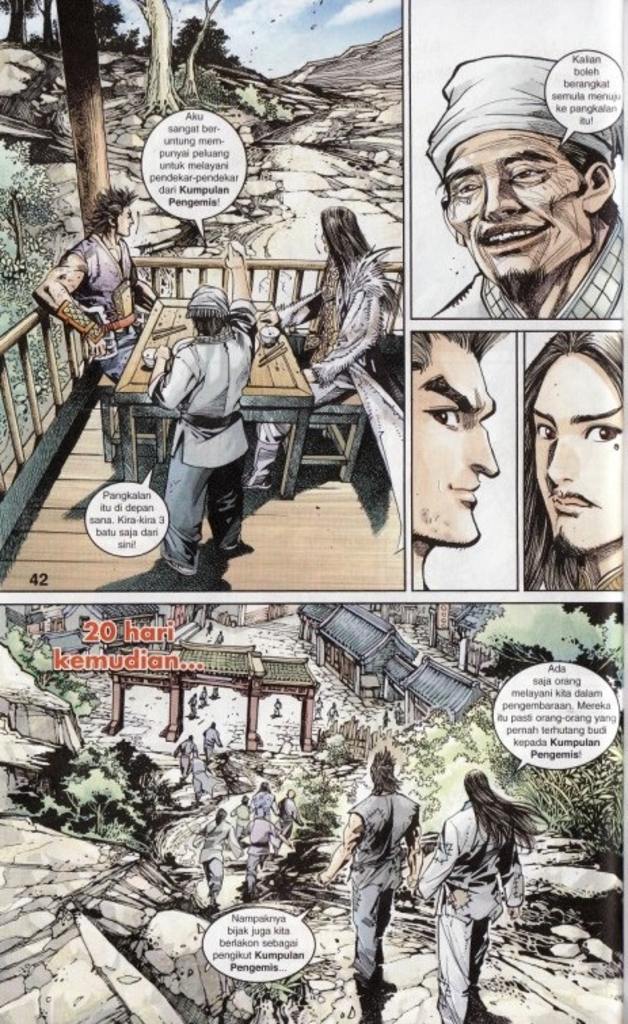 Aku
sangat ber-
untung mem-
punyai peluang
untuk melayani
pendekar-pendekar
dari Kumpulan
Pengemis!
Pangkalan
itu di depan
sana. Kira-kira 3
batu saja dari
sini!
42
Kalian
boleh
berangkat
semula menuju
ke pangkalan
itu!
20 hari
kemudian...
Ada
saja orang
melayani kita dalam
pengembaraan. Mereka
itu pasti orang-orang yang
pernah terhutang budi
kepada Kumpulan
Pengemis!
Nampaknya
bijak juga kita
berlakon sebagai
pengikut Kumpulan
Pengemis...